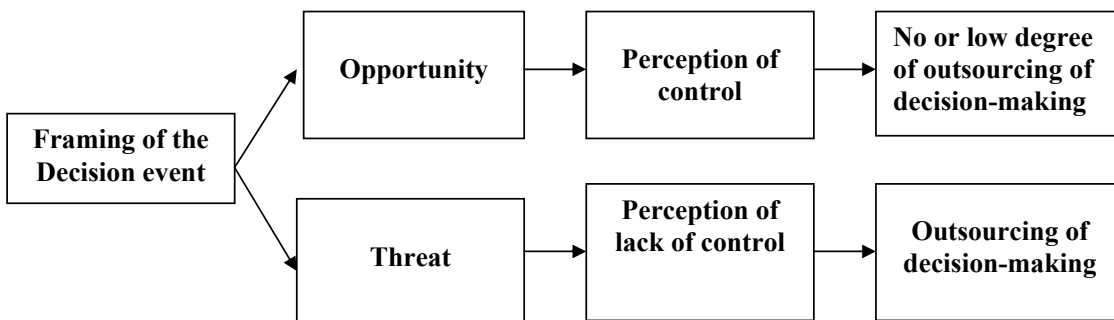 Framing of the
Decision event
Opportunity
Perception of
control
No or low degree
of outsourcing of
decision-making
Threat
Perception of
lack of control
Outsourcing of
decision-making